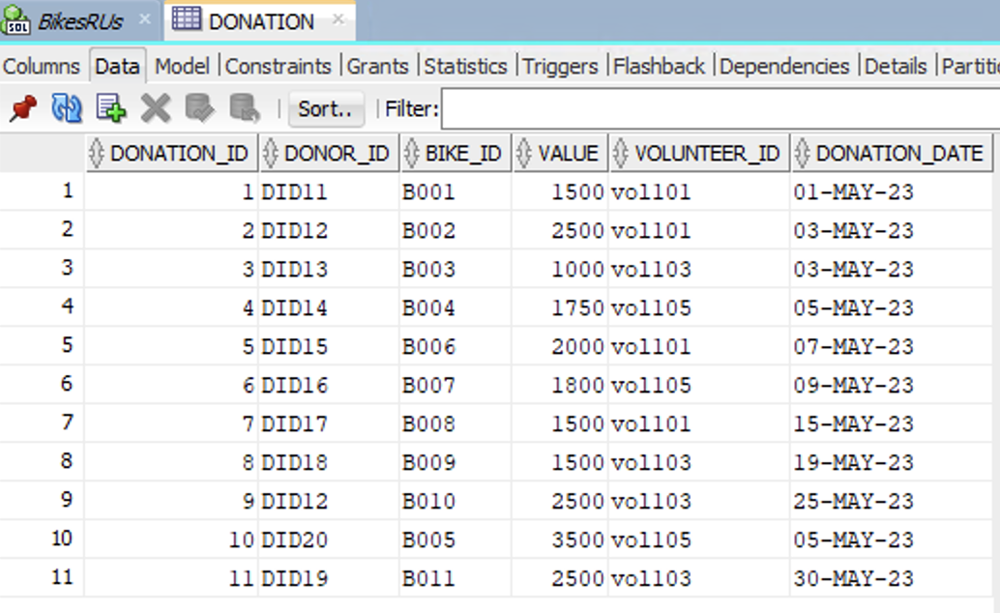 SQL BikesRUs × DONATION ×
Columns Data Model Constraints Grants Statistics Triggers Flashback Dependencies Details Partiti
Sort.. Filter:
DONATION_ID DONOR_ID BIKE_ID VALUE VOLUNTEER_ID DONATION_DATE
1 1 DID11 B001 1500 vol101 01-MAY-23
2 2 DID12 B002 2500 vol101 03-MAY-23
3 3 DID13 B003 1000 vol103 03-MAY-23
4 4 DID14 B004 1750 vol105 05-MAY-23
5 5 DID15 B006 2000 vol101 07-MAY-23
6 6 DID16 B007 1800 vol105 09-MAY-23
7 7 DID17 B008 1500 vol101 15-MAY-23
8 8 DID18 B009 1500 vol103 19-MAY-23
9 9 DID12 B010 2500 vol103 25-MAY-23
10 10 DID20 B005 3500 vol105 05-MAY-23
11 11 DID19 B011 2500 vol103 30-MAY-23